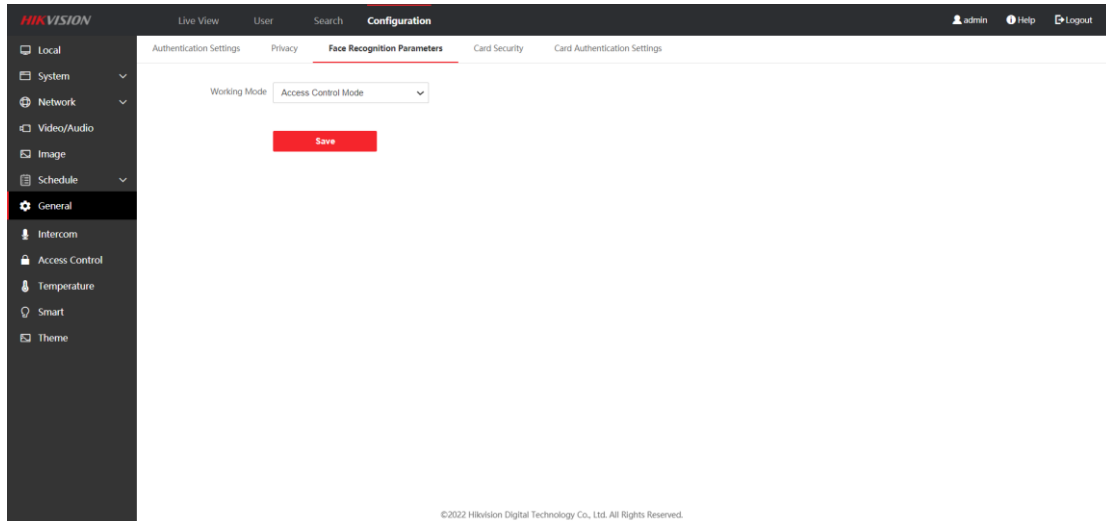 HIKVISION Live View User Search Configuration admin Help Logout
Local
System
Network
Video/Audio
Image
Schedule
General
Intercom
Access Control
Temperature
Smart
Theme
Authentication Settings Privacy Face Recognition Parameters Card Security Card Authentication Settings
Working Mode Access Control Mode
Save
©2022 Hikvision Digital Technology Co., Ltd. All Rights Reserved.